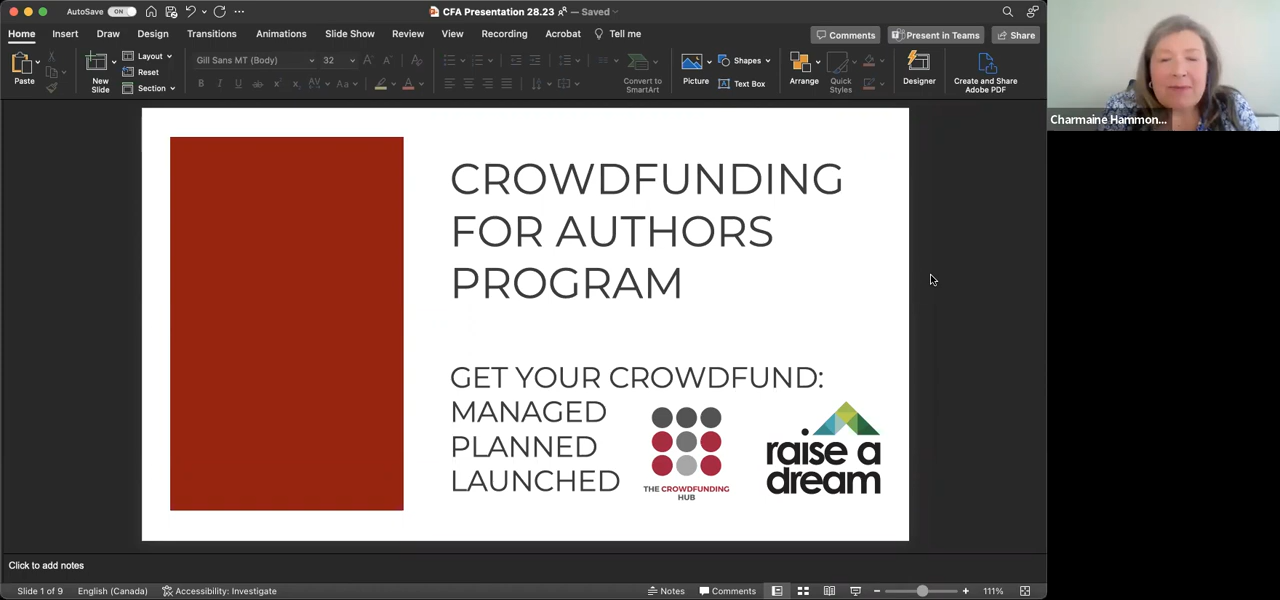 AutoSave ON
CFA Presentation 28.23 — Saved
Home Insert Draw Design Transitions Animations Slide Show Review View Recording Acrobat Tell me
Comments Present in Teams Share
Paste
New
Slide
Layout
Reset
Section
Gill Sans MT (Body) 32
Convert to
SmartArt
Picture
Shapes
Text Box
Arrange
Quick
Styles
Designer
Create and Share
Adobe PDF
Charmaine Hammon...
CROWDFUNDING
FOR AUTHORS
PROGRAM
GET YOUR CROWDFUND:
MANAGED
PLANNED
LAUNCHED
THE CROWDFUNDING
HUB
raise a
dream
Click to add notes
Slide 1 of 9 English (Canada) Accessibility: Investigate Notes Comments 111%